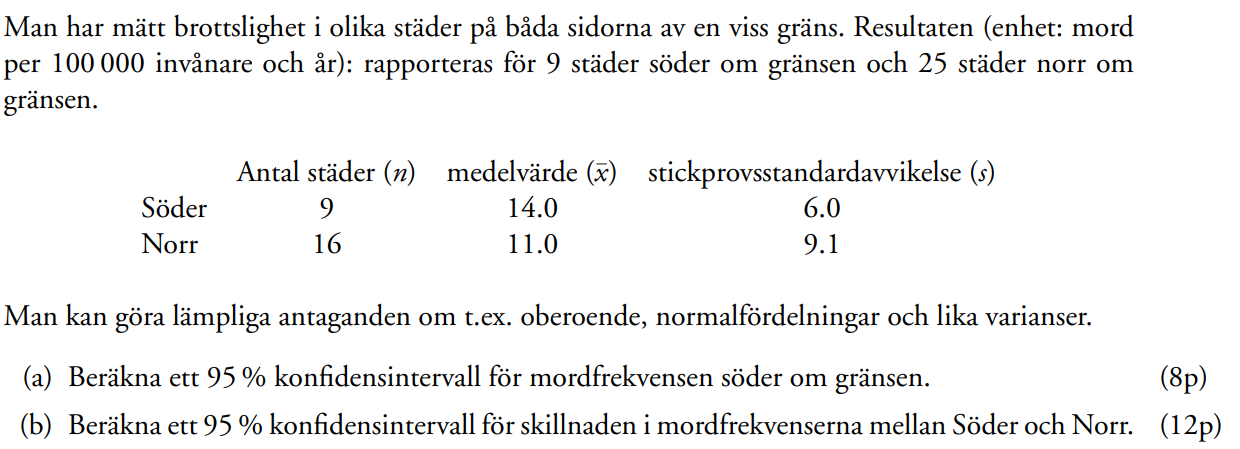 Man har mätt brottslighet i olika städer på båda sidorna av en viss gräns. Resultaten (enhet: mord
per 100 000 invånare och år): rapporteras för 9 städer söder om gränsen och 25 städer norr om
gränsen.
Antal städer (n) medelvärde (x̄) stickprovsstandardavvikelse (s)
Söder 9 14.0 6.0
Norr 16 11.0 9.1
Man kan göra lämpliga antaganden om t.ex. oberoende, normalfördelningar och lika varianser.
(a) Beräkna ett 95 % konfidensintervall för mordfrekvensen söder om gränsen. (8p)
(b) Beräkna ett 95 % konfidensintervall för skillnaden i mordfrekvenserna mellan Söder och Norr. (12p)